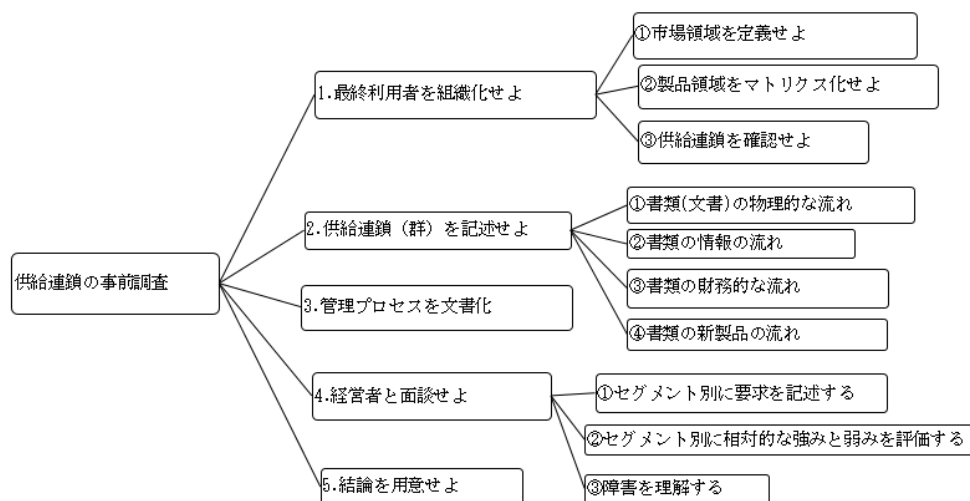 供給連鎖の事前調査
1.最終利用者を組織化せよ
①市場領域を定義せよ
②製品領域をマトリクス化せよ
③供給連鎖を確認せよ
2.供給連鎖（群）を記述せよ
①書類(文書)の物理的な流れ
②書類の情報の流れ
③書類の財務的な流れ
④書類の新製品の流れ
3.管理プロセスを文書化
4.経営者と面談せよ
①セグメント別に要求を記述する
②セグメント別に相対的な強みと弱みを評価する
③障害を理解する
5.結論を用意せよ